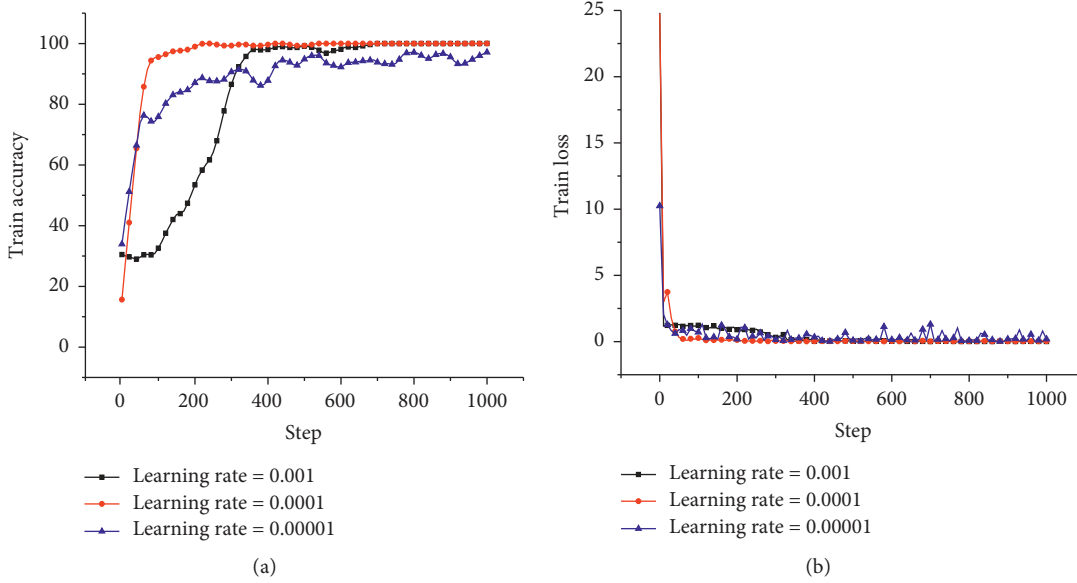 100
80
60
40
20
0
Train accuracy
0 200 400 600 800 1000
Step
Learning rate = 0.001
Learning rate = 0.0001
Learning rate = 0.00001
(a)
25
20
15
10
5
0
Train loss
0 200 400 600 800 1000
Step
Learning rate = 0.001
Learning rate = 0.0001
Learning rate = 0.00001
(b)